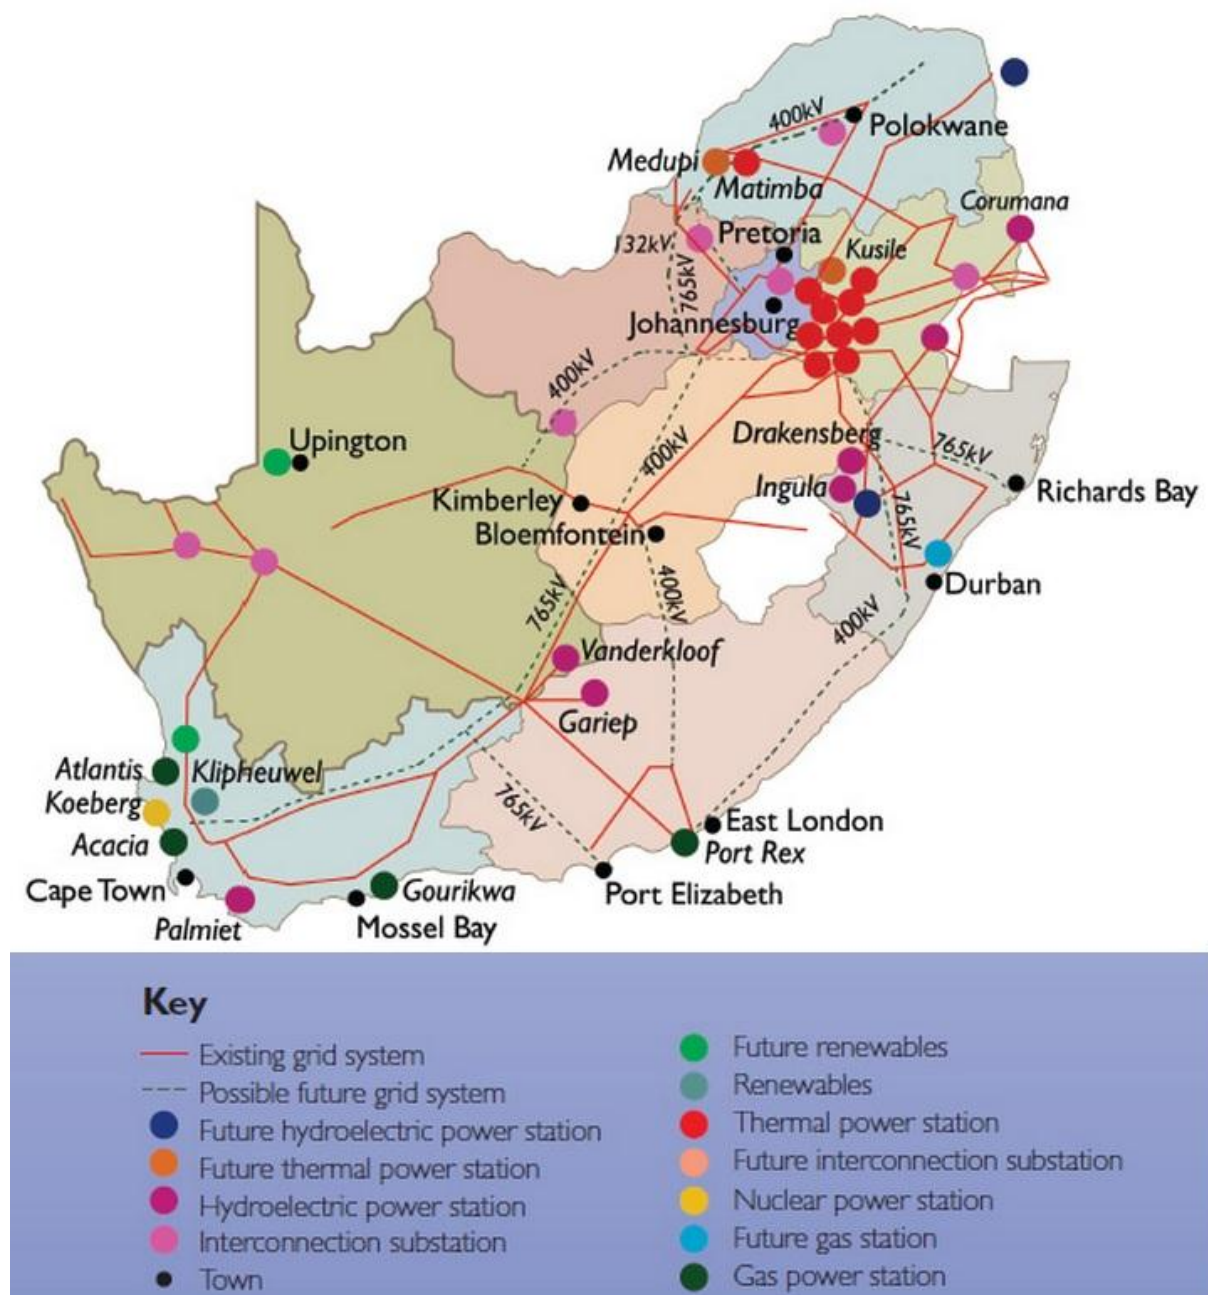 400kV
Polokwane
Medupi
Matimba
Corumana
132kV
Pretoria
Kusile
765kV
Johannesburg
400kV
Upington
Drakensberg
400kV
765kV
Kimberley
Ingula
Richards Bay
Bloemfontein
765kV
765kV
400kV
Durban
400kV
Vanderkloof
Gariep
Atlantis
Klipheuwel
Koeberg
765kV
East London
Acacia
Port Rex
Cape Town
Gourikwa
Port Elizabeth
Palmiet
Mossel Bay
Key
Existing grid system
Possible future grid system
Future hydroelectric power station
Future thermal power station
Hydroelectric power station
Interconnection substation
Town
Future renewables
Renewables
Thermal power station
Future interconnection substation
Nuclear power station
Future gas station
Gas power station